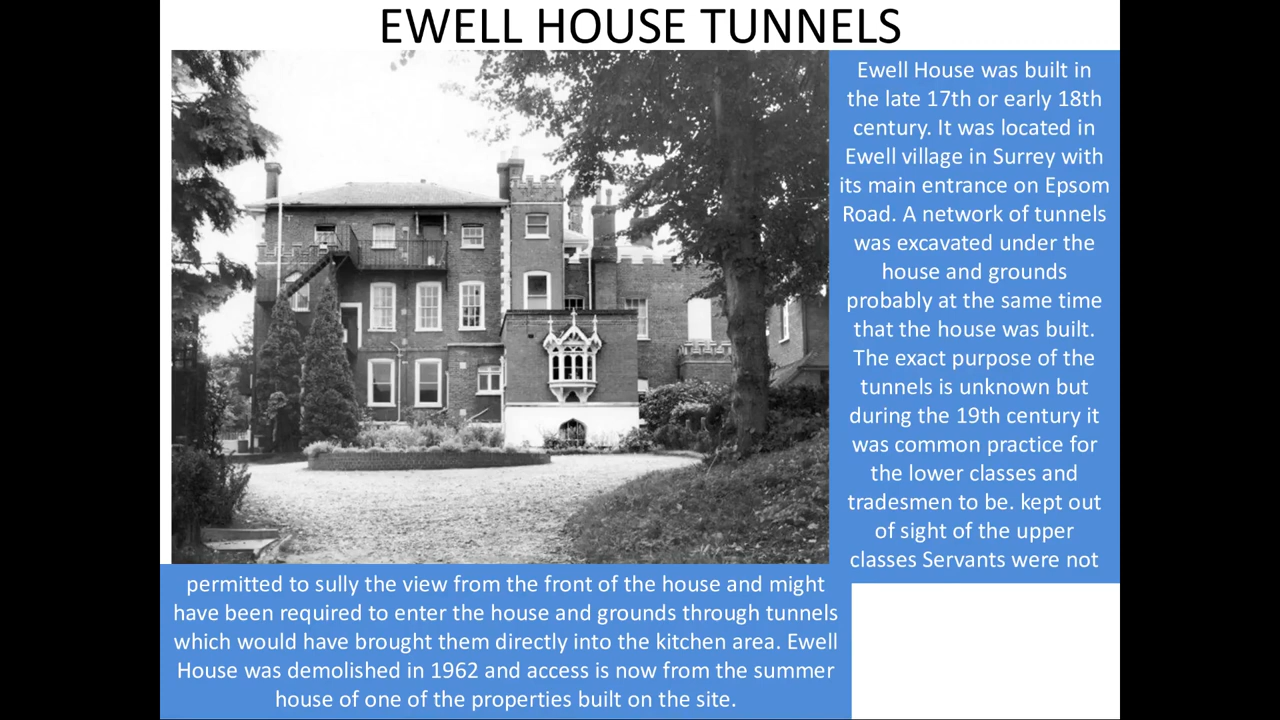 EWELL HOUSE TUNNELS
Ewell House was built in
the late 17th or early 18th
century. It was located in
Ewell village in Surrey with
its main entrance on Epsom
Road. A network of tunnels
was excavated under the
house and grounds
probably at the same time
that the house was built.
The exact purpose of the
tunnels is unknown but
during the 19th century it
was common practice for
the lower classes and
tradesmen to be. kept out
of sight of the upper
classes Servants were not
permitted to sully the view from the front of the house and might
have been required to enter the house and grounds through tunnels
which would have brought them directly into the kitchen area. Ewell
House was demolished in 1962 and access is now from the summer
house of one of the properties built on the site.